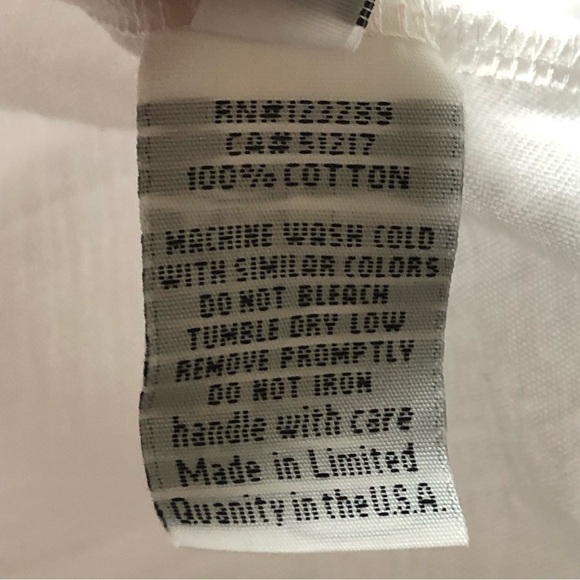 RN#123289
CA#51217
100% COTTON
MACHINE WASH COLD
WITH SIMILAR COLORS
DO NOT BLEACH
TUMBLE DRY LOW
REMOVE PROMPTLY
DO NOT IRON
handle with care
Made in Limited
Quanity in the U.S.A.